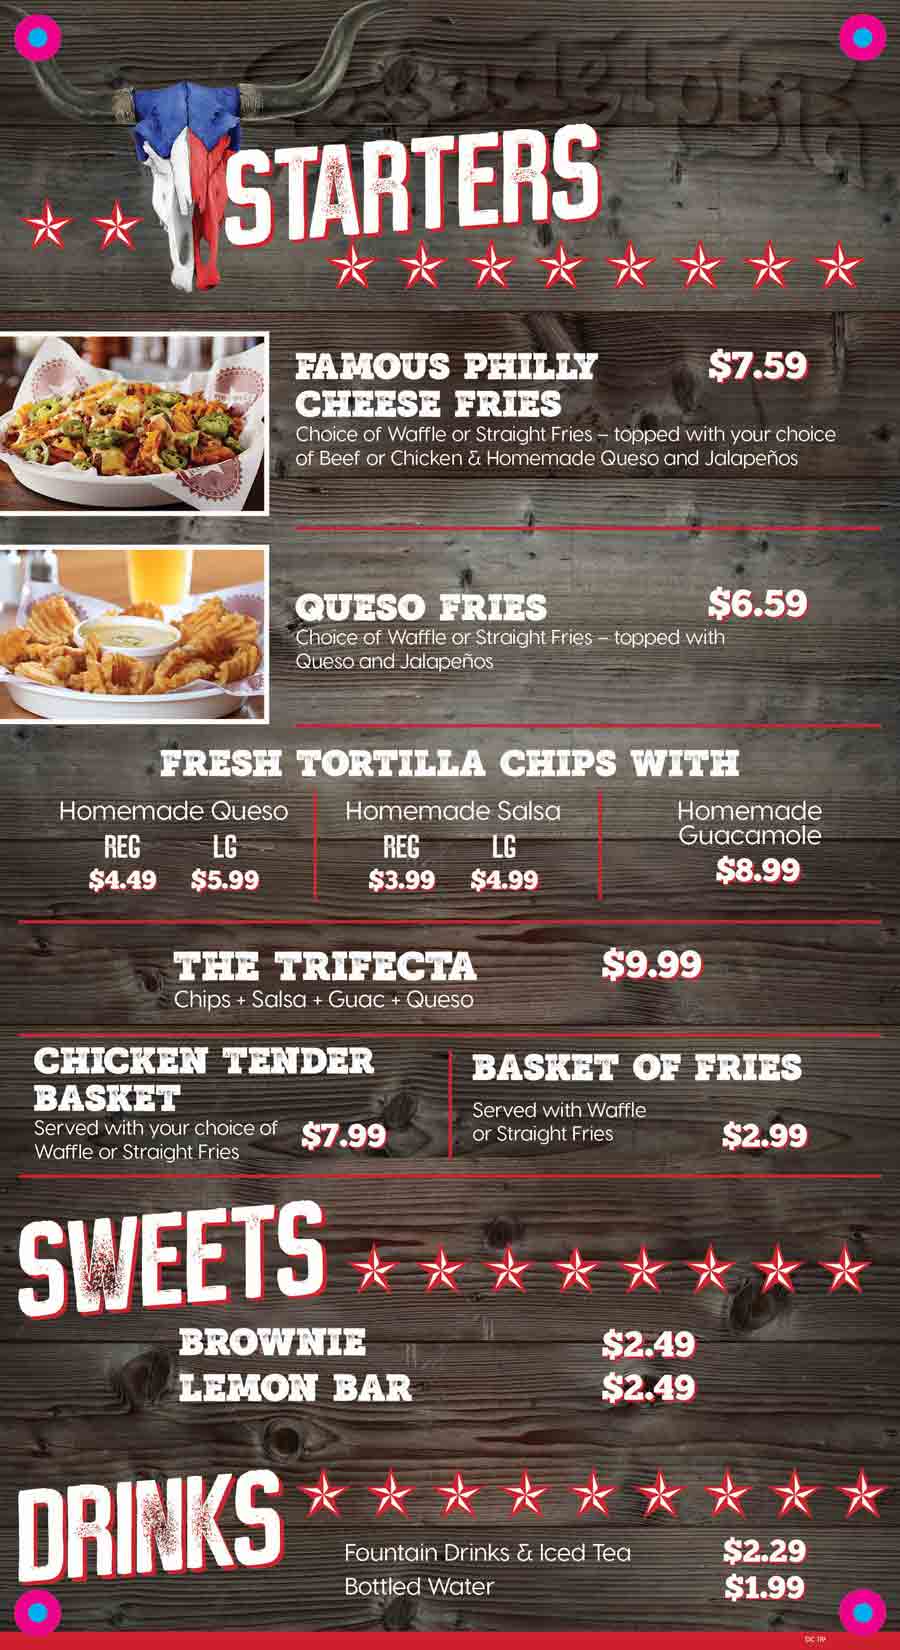 STARTERS
FAMOUS PHILLY $7.59
CHEESE FRIES
Choice of Waffle or Straight Fries – topped with your choice
of Beef or Chicken & Homemade Queso and Jalapeños
QUESO FRIES $6.59
Choice of Waffle or Straight Fries – topped with
Queso and Jalapeños
FRESH TORTILLA CHIPS WITH
Homemade Queso
REG LG
$4.49 $5.99
Homemade Salsa
REG LG
$3.99 $4.99
Homemade
Guacamole
$8.99
THE TRIFECTA $9.99
Chips + Salsa + Guac + Queso
CHICKEN TENDER
BASKET
Served with your choice of
Waffle or Straight Fries
$7.99
BASKET OF FRIES
Served with Waffle
or Straight Fries
$2.99
SWEETS
BROWNIE $2.49
LEMON BAR $2.49
DRINKS
Fountain Drinks & Iced Tea $2.29
Bottled Water $1.99